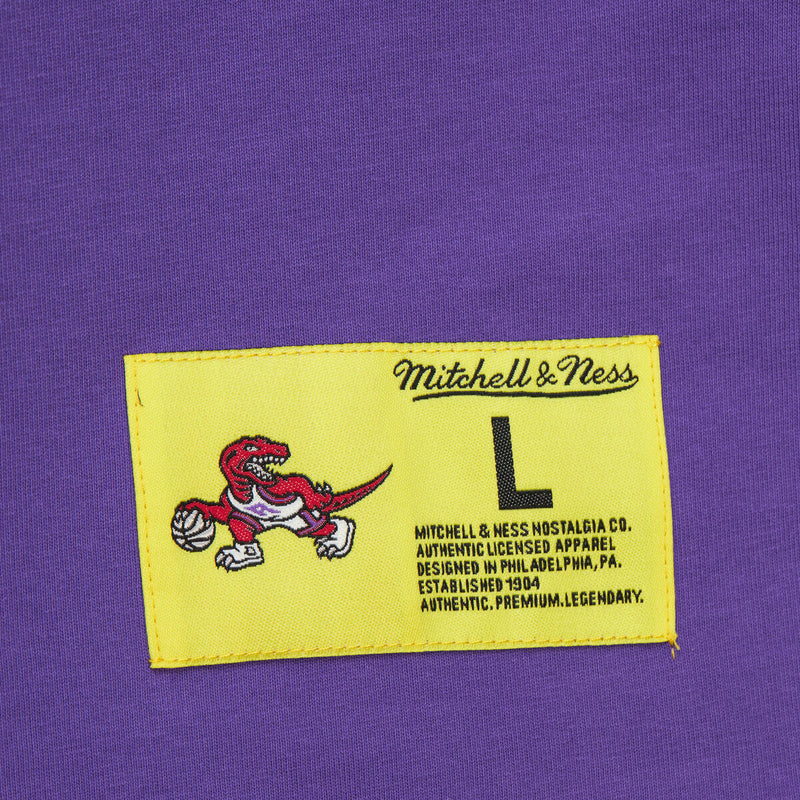 Mitchell & Ness
L
MITCHELL & NESS NOSTALGIA CO.
AUTHENTIC LICENSED APPAREL
DESIGNED IN PHILADELPHIA, PA.
ESTABLISHED 1904
AUTHENTIC. PREMIUM. LEGENDARY.